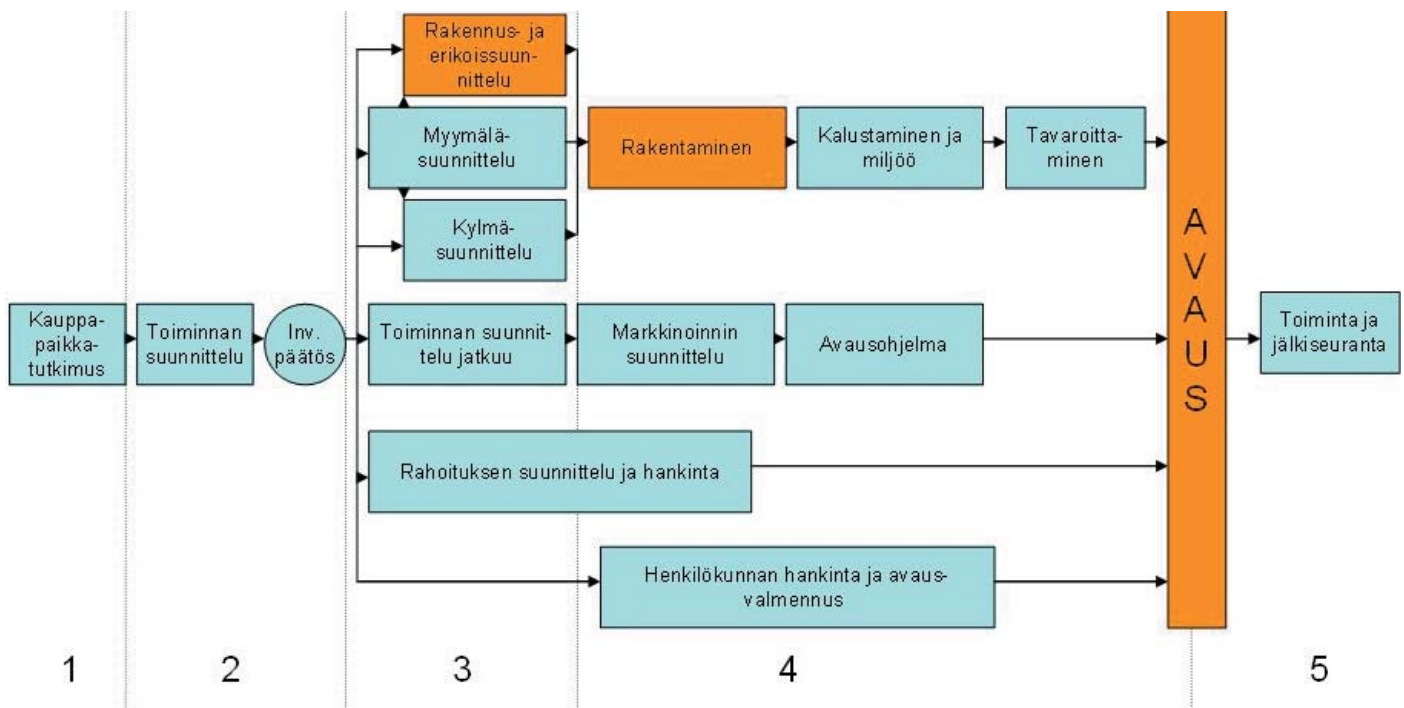 Rakennus- ja
erikoissuun-
nittelu
Myymälä-
suunnittelu
Rakentaminen
Kalustaminen ja
miljöö
Tavaroitta-
minen
Kylmä-
suunnittelu
Kauppa-
paikka-
tutkimus
Toiminnan
suunnittelu
Inv.
päätös
Toiminnan suunnit-
telu jatkuu
Markkinoinnin
suunnittelu
Avausohjelma
A
V
A
U
S
Toiminta ja
jälkiseuranta
Rahoituksen suunnittelu ja hankinta
Henkilökunnan hankinta ja avaus-
valmennus
1
2
3
4
5